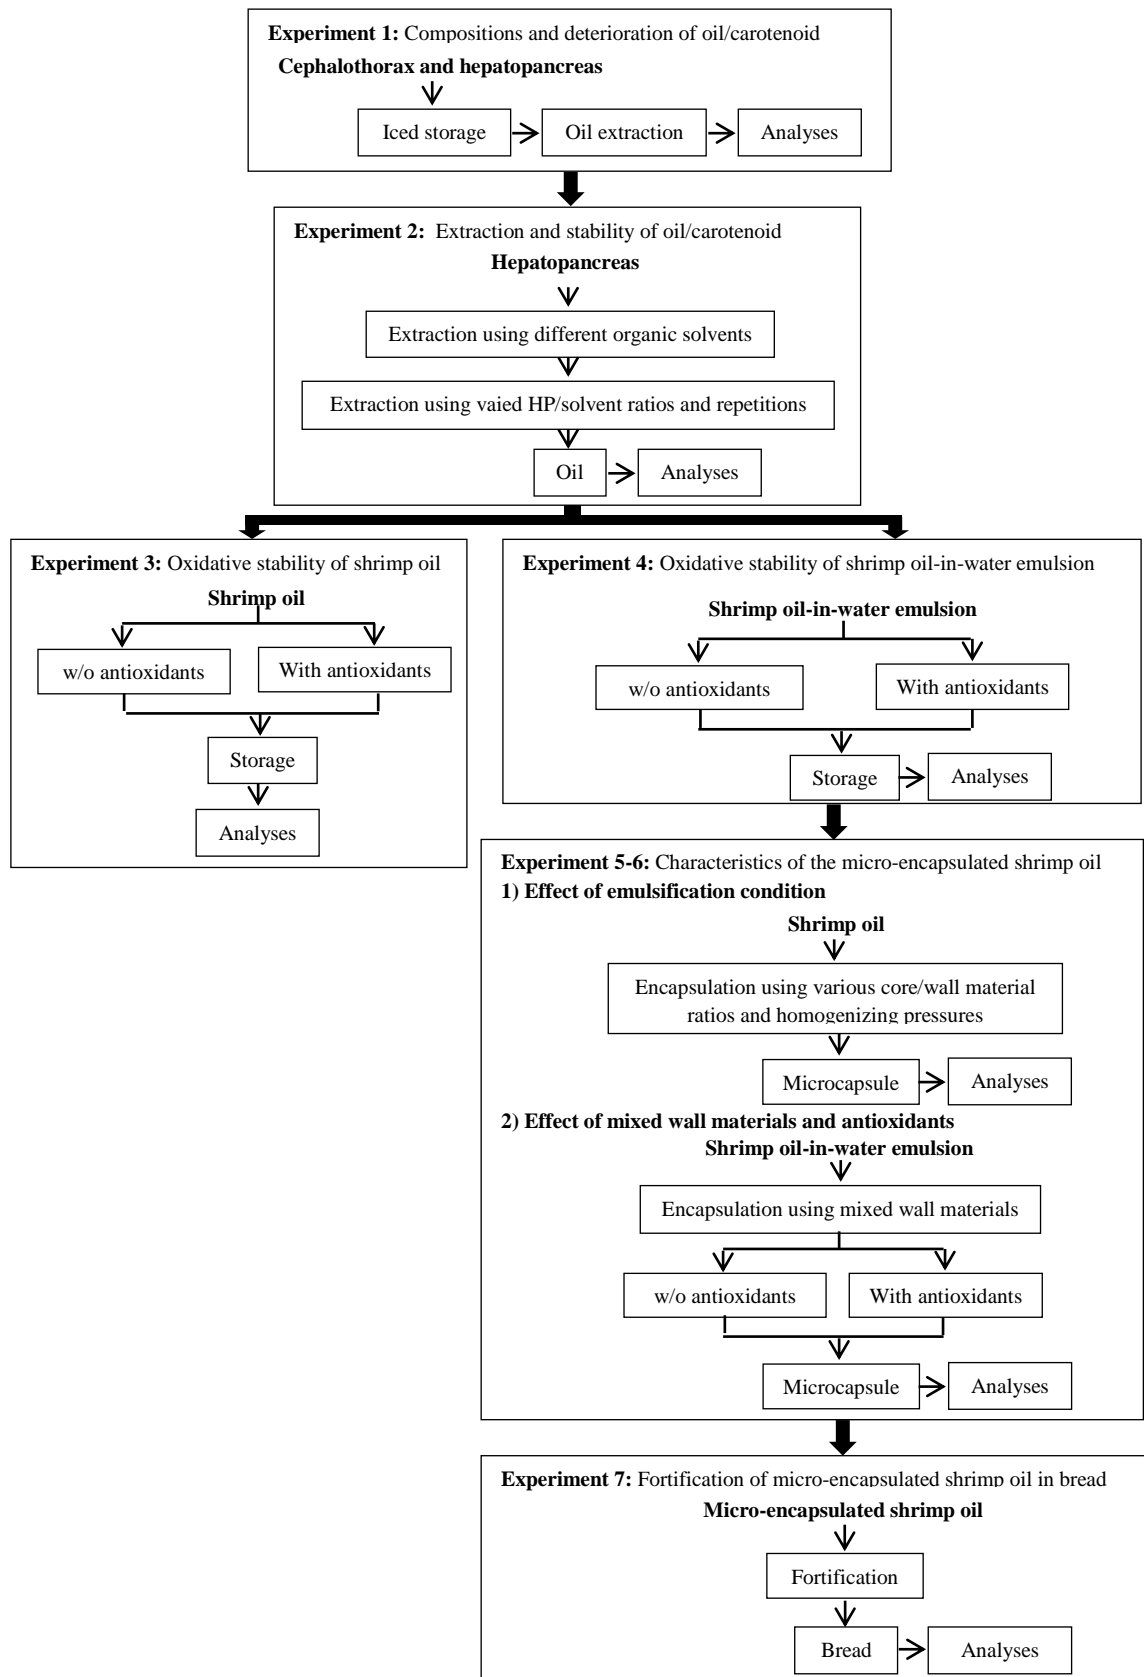 Experiment 1: Compositions and deterioration of oil/carotenoid
Cephalothorax and hepatopancreas
Iced storage
Oil extraction
Analyses
Experiment 2: Extraction and stability of oil/carotenoid
Hepatopancreas
Extraction using different organic solvents
Extraction using vaied HP/solvent ratios and repetitions
Oil
Analyses
Experiment 3: Oxidative stability of shrimp oil
Shrimp oil
w/o antioxidants
With antioxidants
Storage
Analyses
Experiment 4: Oxidative stability of shrimp oil-in-water emulsion
Shrimp oil-in-water emulsion
w/o antioxidants
With antioxidants
Storage
Analyses
Experiment 5-6: Characteristics of the micro-encapsulated shrimp oil
1) Effect of emulsification condition
Shrimp oil
Encapsulation using various core/wall material
ratios and homogenizing pressures
Microcapsule
Analyses
2) Effect of mixed wall materials and antioxidants
Shrimp oil-in-water emulsion
Encapsulation using mixed wall materials
w/o antioxidants
With antioxidants
Microcapsule
Analyses
Experiment 7: Fortification of micro-encapsulated shrimp oil in bread
Micro-encapsulated shrimp oil
Fortification
Bread
Analyses